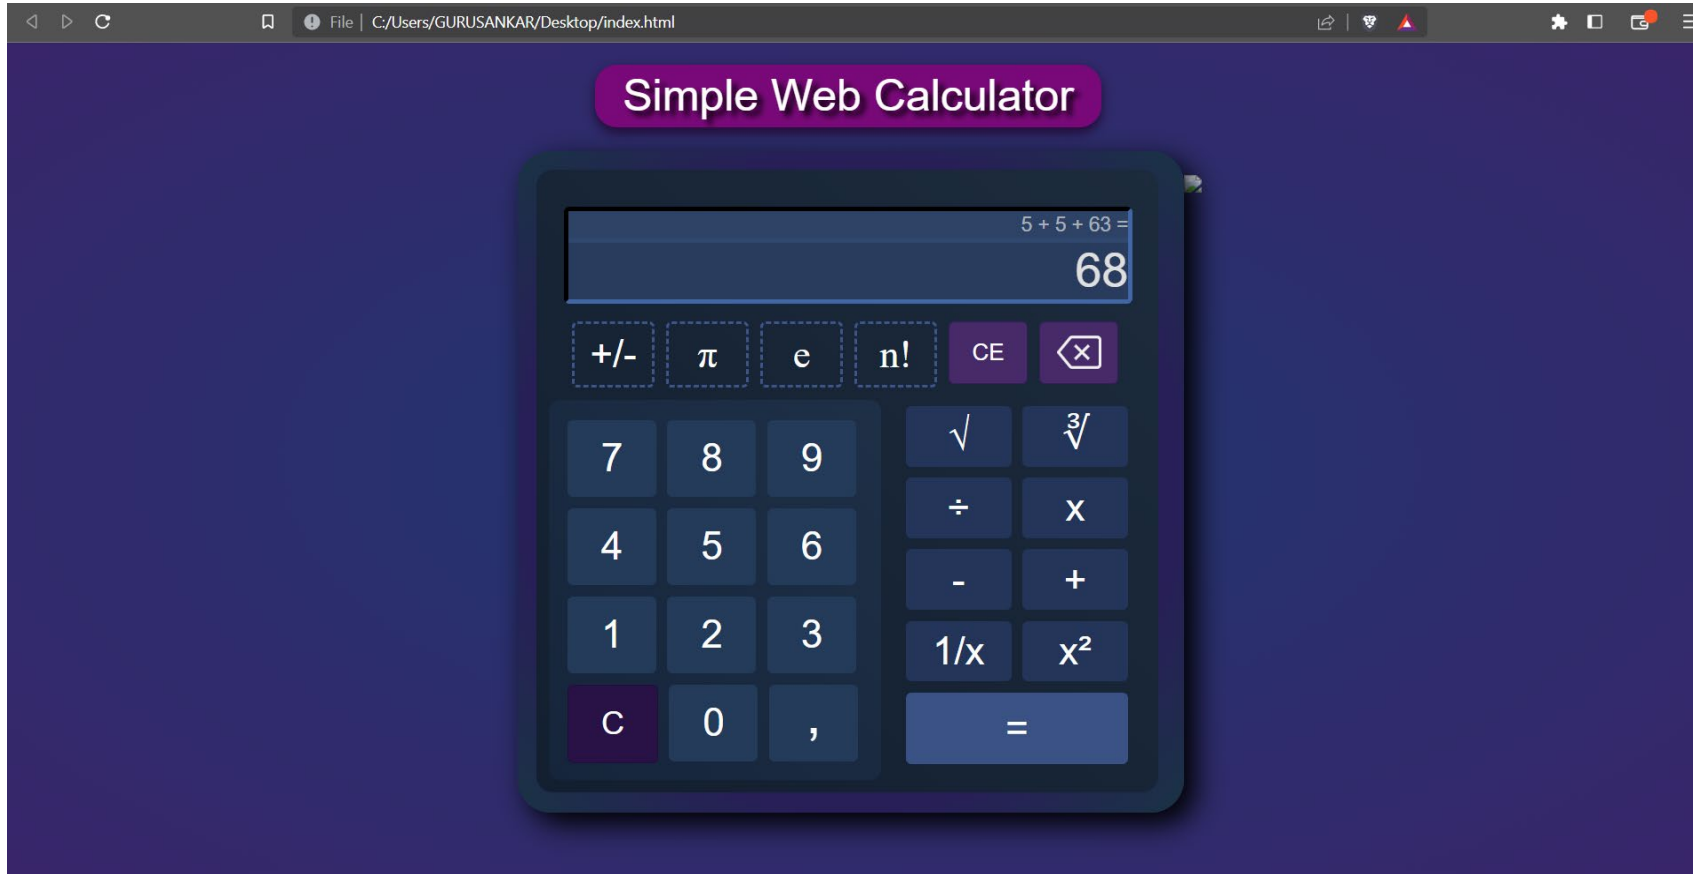 File | C:/Users/GURUSANKAR/Desktop/index.html
Simple Web Calculator
5 + 5 + 63 =
68
+/- π e n! CE
7 8 9 √ ∛
÷ x
4 5 6
- +
1 2 3
1/x x²
C 0 , =